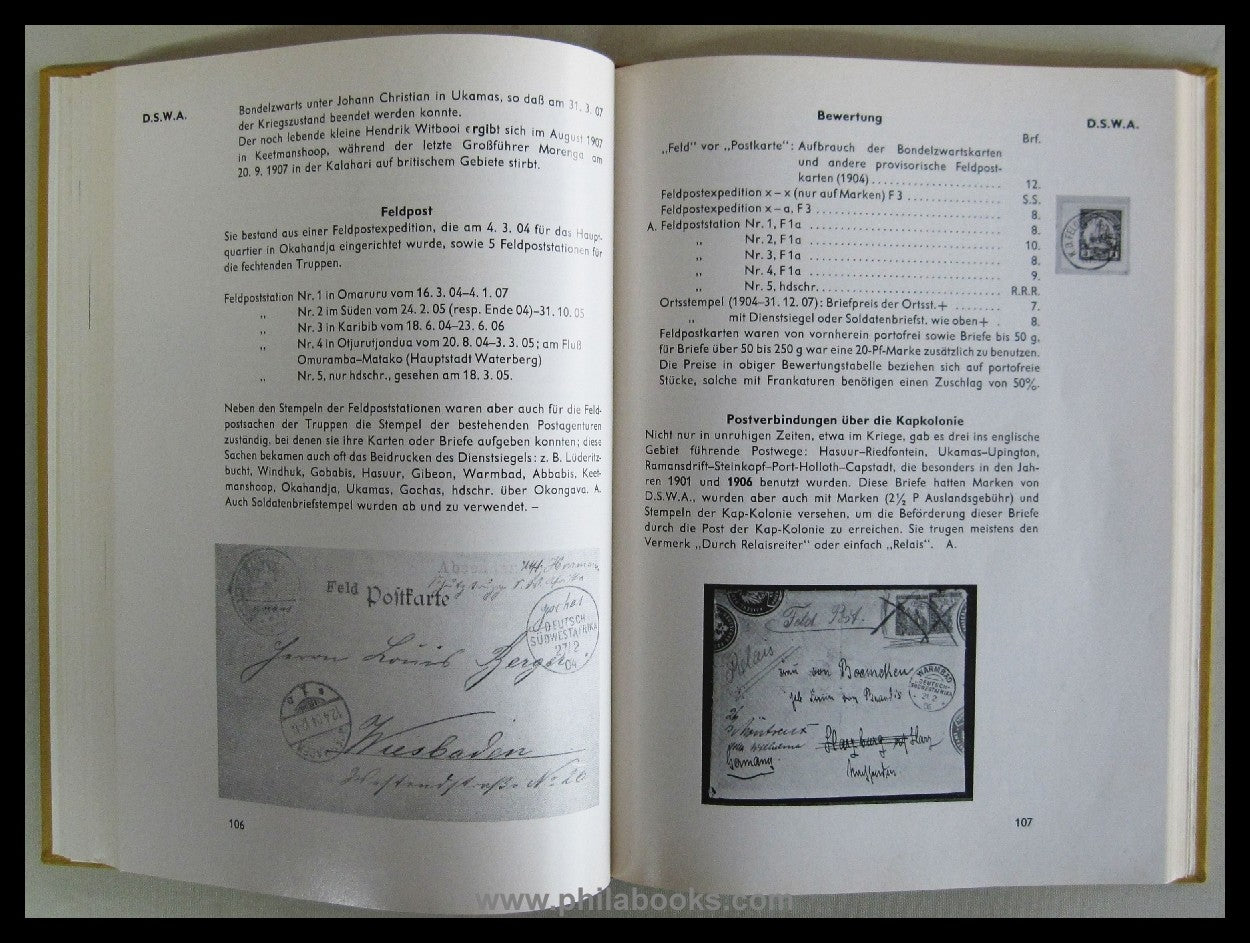 D.S.W.A.
Bondelzwarts unter Johann Christian in Ukamas, so daß am 31. 3. 07
der Kriegszustand beendet werden konnte.
Der noch lebende kleine Hendrik Witbooi ergibt sich im August 1907
in Keetmanshoop, während der letzte Großführer Morenga am
20. 9. 1907 in der Kalahari auf britischem Gebiete stirbt.
Feldpost
Sie bestand aus einer Feldpostexpedition, die am 4. 3. 04 für das Haupt-
quartier in Okahandja eingerichtet wurde, sowie 5 Feldpoststationen für
die fechtenden Truppen.
Feldpoststation Nr. 1 in Omaruru vom 16. 3. 04–4. 1. 07
„ Nr. 2 im Süden vom 24. 2. 05 (resp. Ende 04)–31. 10. 05
„ Nr. 3 in Karibib vom 18. 6. 04–23. 6. 06
„ Nr. 4 in Otjurutjondua vom 20. 8. 04–3. 3. 05; am Fluß
Omuramba-Matako (Hauptstadt Waterberg)
„ Nr. 5, nur hdschr., gesehen am 18. 3. 05.
Neben den Stempeln der Feldpoststationen waren aber auch für die Feld-
postsachen der Truppen die Stempel der bestehenden Postagenturen
zuständig, bei denen sie ihre Karten oder Briefe aufgeben konnten; diese
Sachen bekamen auch oft das Beidrucken des Dienstsiegels: z. B. Lüderitz-
bucht, Windhuk, Gobabis, Hasuur, Gibeon, Warmbad, Abbabis, Keet-
manshoop, Okahandja, Ukamas, Gochas, hdschr. über Okongava. A.
Auch Soldatenbriefstempel wurden ab und zu verwendet. –
Feld Postkarte
Gochas
DEUTSCH-
SÜDWESTAFRIKA
27/2
04
Herrn Louis Berger
Wiesbaden
106
Bewertung
D.S.W.A.
Brf.
„Feld" vor „Postkarte": Aufbrauch der Bondelzwartskarten
und andere provisorische Feldpost-
karten (1904) . . . . . . . . . . . . . . . . . . . . . . . 12.
Feldpostexpedition x – x (nur auf Marken) F 3 . . . . . . . . . . . . . . . . S.S.
Feldpostexpedition x – a, F 3 . . . . . . . . . . . . . . . . . . . . . . . . . . . . . 8.
A. Feldpoststation Nr. 1, F1a . . . . . . . . . . . . . . . . . . . . . . . . . . . . . . 8.
„ Nr. 2, F1a . . . . . . . . . . . . . . . . . . . . . . . . . . . . . . 10.
„ Nr. 3, F1a . . . . . . . . . . . . . . . . . . . . . . . . . . . . . . 8.
„ Nr. 4, F1a . . . . . . . . . . . . . . . . . . . . . . . . . . . . . . 9.
„ Nr. 5, hdschr. . . . . . . . . . . . . . . . . . . . . . . . . . . . . R.R.R.
Ortsstempel (1904–31. 12. 07): Briefpreis der Ortsst. + . . . . . . . . 7.
„ mit Dienstsiegel oder Soldatenbriefst. wie oben + . 8.
Feldpostkarten waren von vornherein portofrei sowie Briefe bis 50 g,
für Briefe über 50 bis 250 g war eine 20-Pf-Marke zusätzlich zu benutzen.
Die Preise in obiger Bewertungstabelle beziehen sich auf portofreie
Stücke, solche mit Frankaturen benötigen einen Zuschlag von 50%.
Postverbindungen über die Kapkolonie
Nicht nur in unruhigen Zeiten, etwa im Kriege, gab es drei ins englische
Gebiet führende Postwege: Hasuur–Riedfontein, Ukamas–Upington,
Ramansdrift–Steinkopf–Port-Holloth–Capstadt, die besonders in den Jah-
ren 1901 und 1906 benutzt wurden. Diese Briefe hatten Marken von
D.S.W.A., wurden aber auch mit Marken (2½ P Auslandsgebühr) und
Stempeln der Kap-Kolonie versehen, um die Beförderung dieser Briefe
durch die Post der Kap-Kolonie zu erreichen. Sie trugen meistens den
Vermerk „Durch Relaisreiter" oder einfach „Relais". A.
Feld Post.
Relais
WARMBAD
DEUTSCH-
SÜDWESTAFRIKA
Germany
107
www.philabooks.com